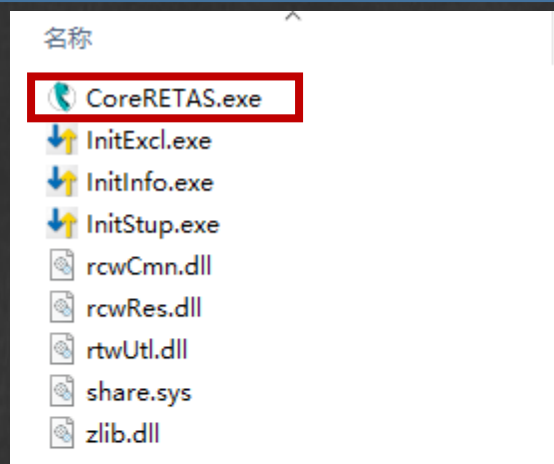 名称
CoreRETAS.exe
InitExcl.exe
InitInfo.exe
InitStup.exe
rcwCmn.dll
rcwRes.dll
rtwUtl.dll
share.sys
zlib.dll